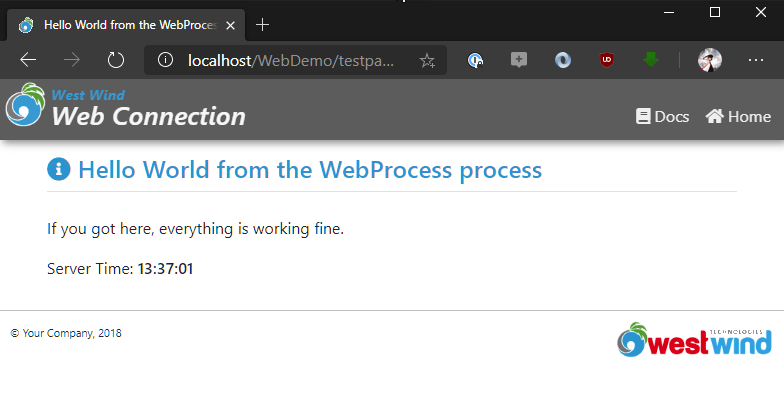 Hello World from the WebProces
localhost/WebDemo/testpa...
West Wind
Web Connection
Docs
Home
Hello World from the WebProcess process
If you got here, everything is working fine.
Server Time: 13:37:01
© Your Company, 2018
TECHNOLOGIES
westwind